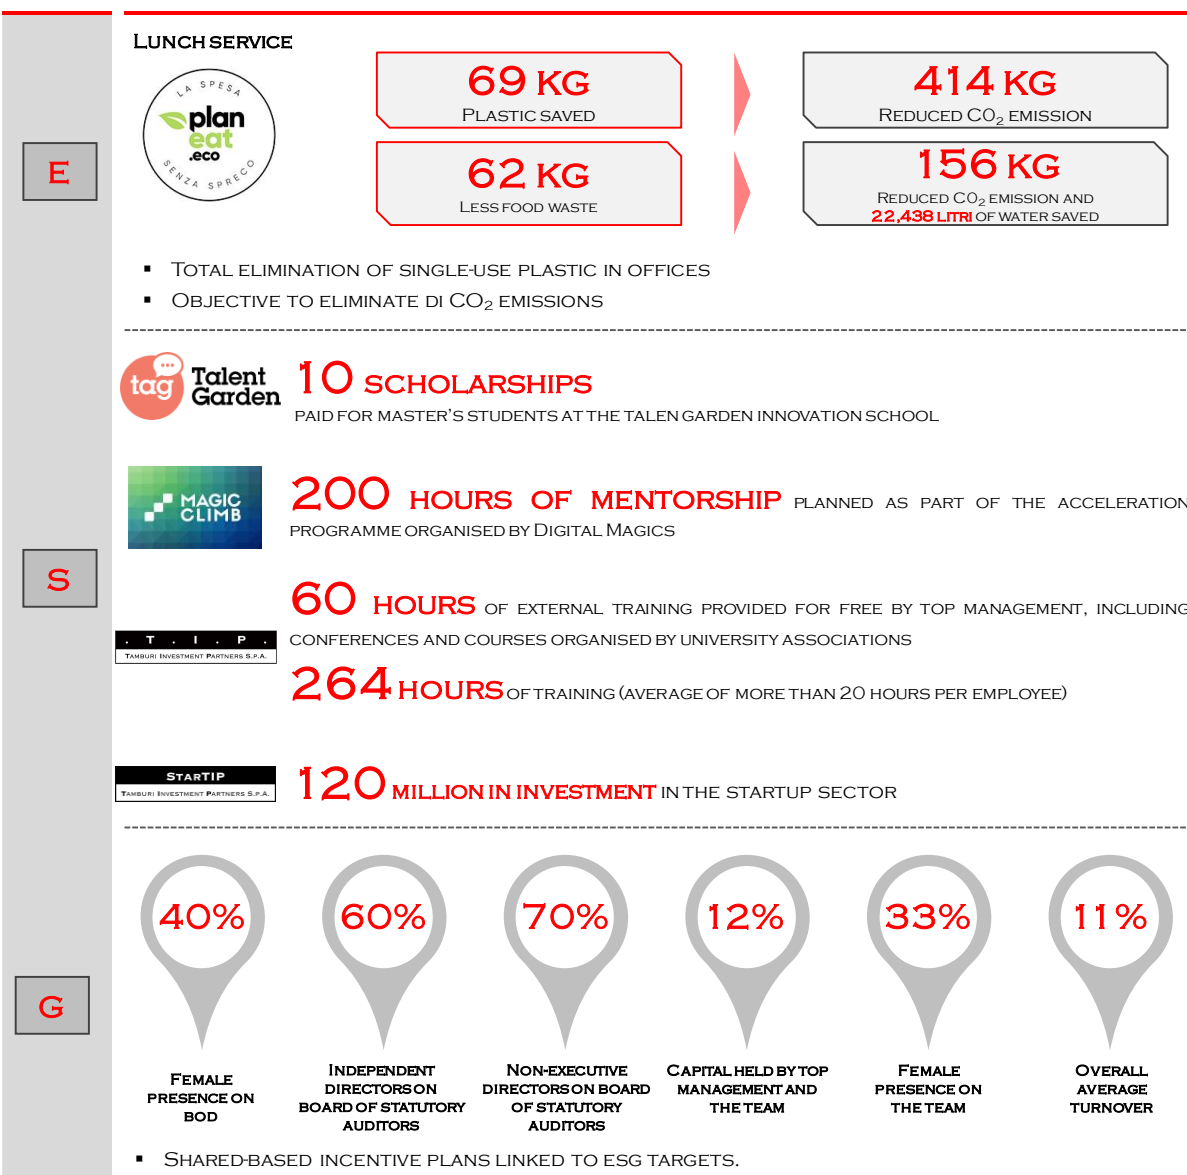 Lunch service
LA SPESA
plan
eat
.eco
SENZA SPRECO
69 kg
Plastic saved
414 kg
Reduced CO₂ emission
E
62 kg
Less food waste
156 kg
Reduced CO₂ emission and
22,438 litri of water saved
▪ Total elimination of single-use plastic in offices
▪ Objective to eliminate di CO₂ emissions
tag
Talent
Garden
10 scholarships
paid for master's students at the talen garden innovation school
MAGIC
CLIMB
200 hours of mentorship planned as part of the acceleration
programme organised by Digital Magics
S
60 hours of external training provided for free by top management, including
conferences and courses organised by university associations
. T . I . P .
Tamburi Investment Partners S.p.A.
264 hours of training (average of more than 20 hours per employee)
StarTIP
Tamburi Investment Partners S.p.A.
120 million in investment in the startup sector
40%
60%
70%
12%
33%
11%
G
Female
presence on
BoD
Independent
directors on
board of statutory
auditors
Non-executive
directors on board
of statutory
auditors
Capital held by top
management and
the team
Female
presence on
the team
Overall
average
turnover
▪ Shared-based incentive plans linked to esg targets.